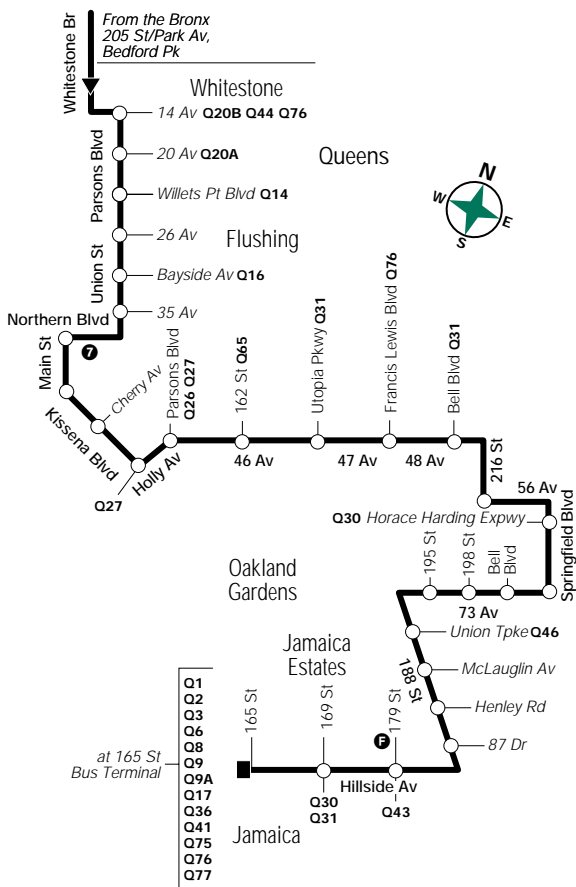 Whitestone Br
From the Bronx
205 St/Park Av,
Bedford Pk
Whitestone
14 Av Q20B Q44 Q76
Parsons Blvd
20 Av Q20A
Queens
Willets Pt Blvd Q14
N
W
E
S
26 Av
Flushing
Union St
Bayside Av Q16
35 Av
Northern Blvd
7
Main St
Cherry Av
Kissena Blvd
Q27
Holly Av
Parsons Blvd
Q26 Q27
162 St Q65
46 Av
Utopia Pkwy Q31
47 Av
Francis Lewis Blvd Q76
48 Av
Bell Blvd Q31
216 St
56 Av
Q30 Horace Harding Expwy
Springfield Blvd
Oakland
Gardens
195 St
198 St
Bell
Blvd
73 Av
Union Tpke Q46
188 St
McLauglin Av
Henley Rd
87 Dr
Jamaica
Estates
165 St
169 St
179 St
F
Hillside Av
Q30
Q31
Q43
Jamaica
at 165 St
Bus Terminal
Q1
Q2
Q3
Q6
Q8
Q9
Q9A
Q17
Q36
Q41
Q75
Q76
Q77